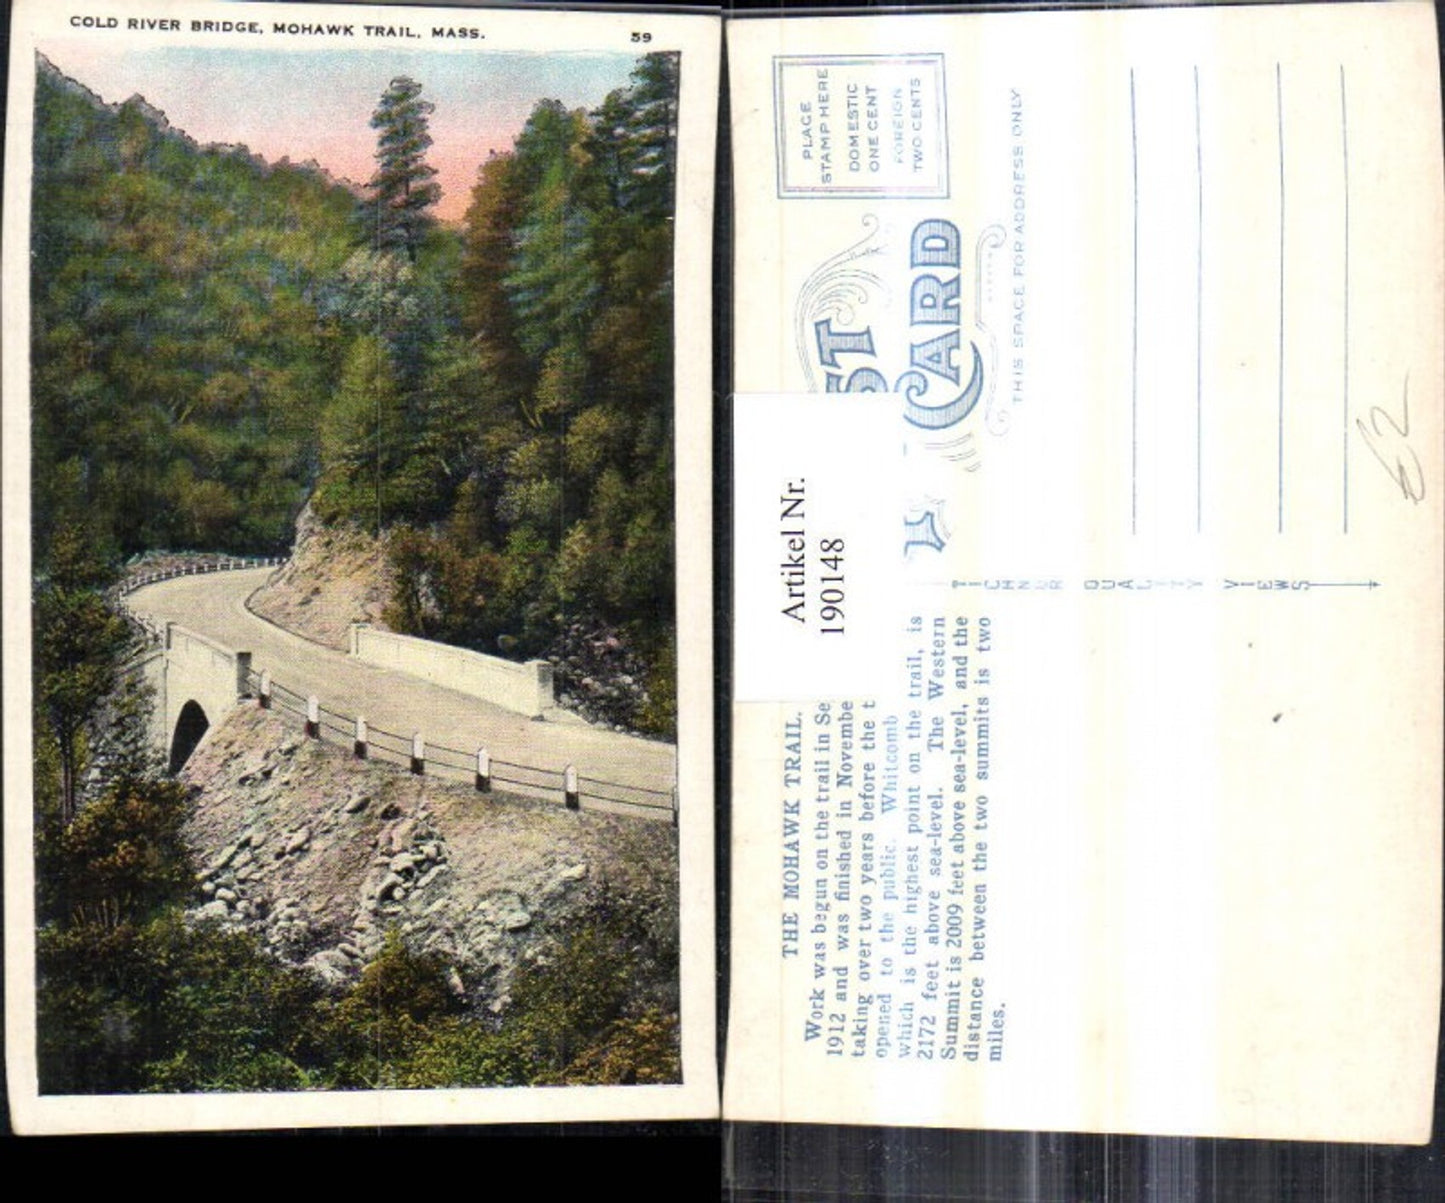 COLD RIVER BRIDGE, MOHAWK TRAIL, MASS.
59
PLACE
STAMP HERE
DOMESTIC
ONE CENT
FOREIGN
TWO CENTS
ST
CARD
THIS SPACE FOR ADDRESS ONLY
Artikel Nr.
190148
TICHNOR QUALITY VIEWS
THE MOHAWK TRAIL.
Work was begun on the trail in Se
1912 and was finished in Novembe
taking over two years before the t
opened to the public. Whitcomb
which is the highest point on the trail, is
2172 feet above sea-level. The Western
Summit is 2009 feet above sea-level, and the
distance between the two summits is two
miles.